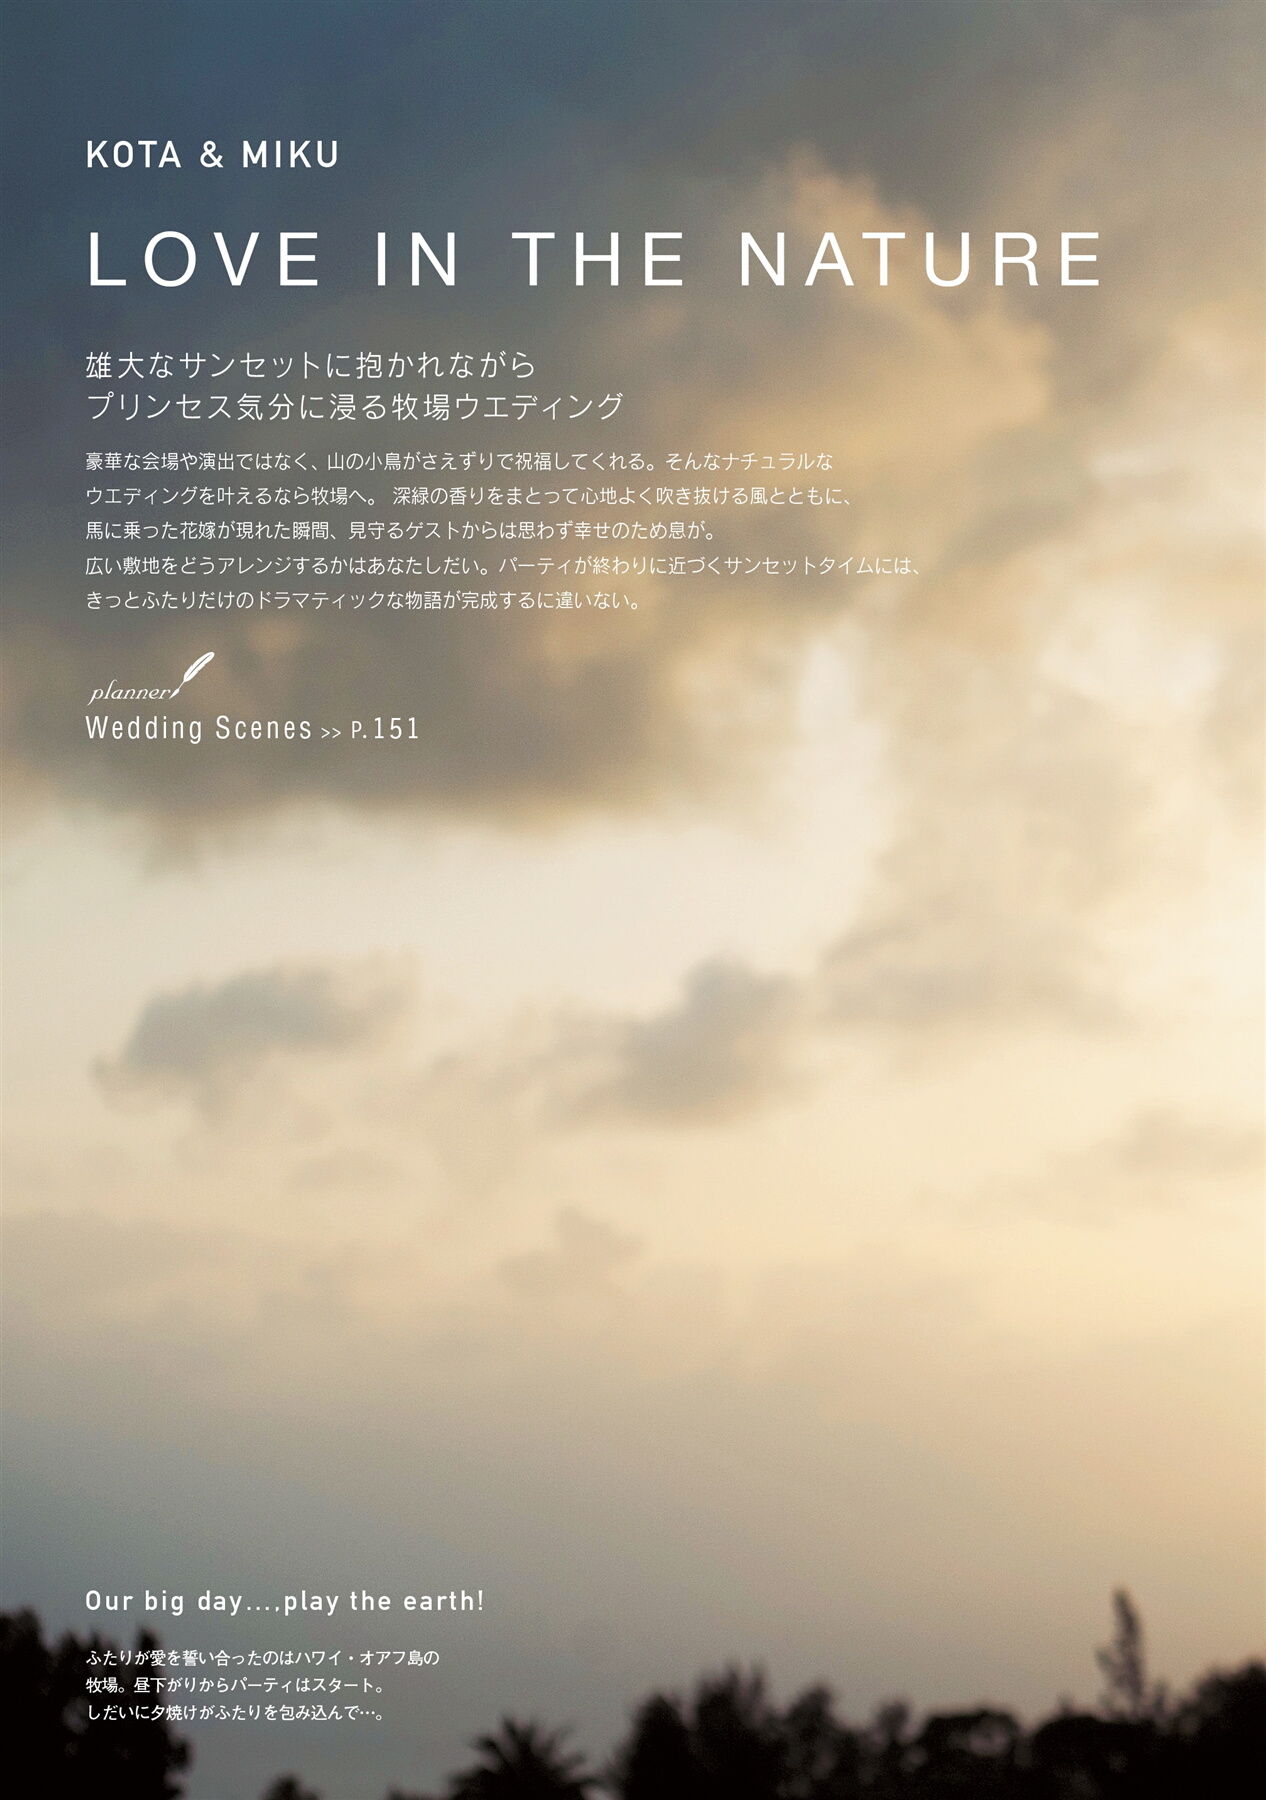 KOTA & MIKU
LOVE IN THE NATURE
雄大なサンセットに抱かれながら
プリンセス気分に浸る牧場ウエディング
豪華な会場や演出ではなく、山の小鳥がさえずりで祝福してくれる。そんなナチュラルな
ウエディングを叶えるなら牧場へ。 深緑の香りをまとって心地よく吹き抜ける風とともに、
馬に乗った花嫁が現れた瞬間、見守るゲストからは思わず幸せのため息が。
広い敷地をどうアレンジするかはあなたしだい。パーティが終わりに近づくサンセットタイムには、
きっとふたりだけのドラマティックな物語が完成するに違いない。
planner
Wedding Scenes >> P.151
Our big day...,play the earth!
ふたりが愛を誓い合ったのはハワイ・オアフ島の
牧場。昼下がりからパーティはスタート。
しだいに夕焼けがふたりを包み込んで…。